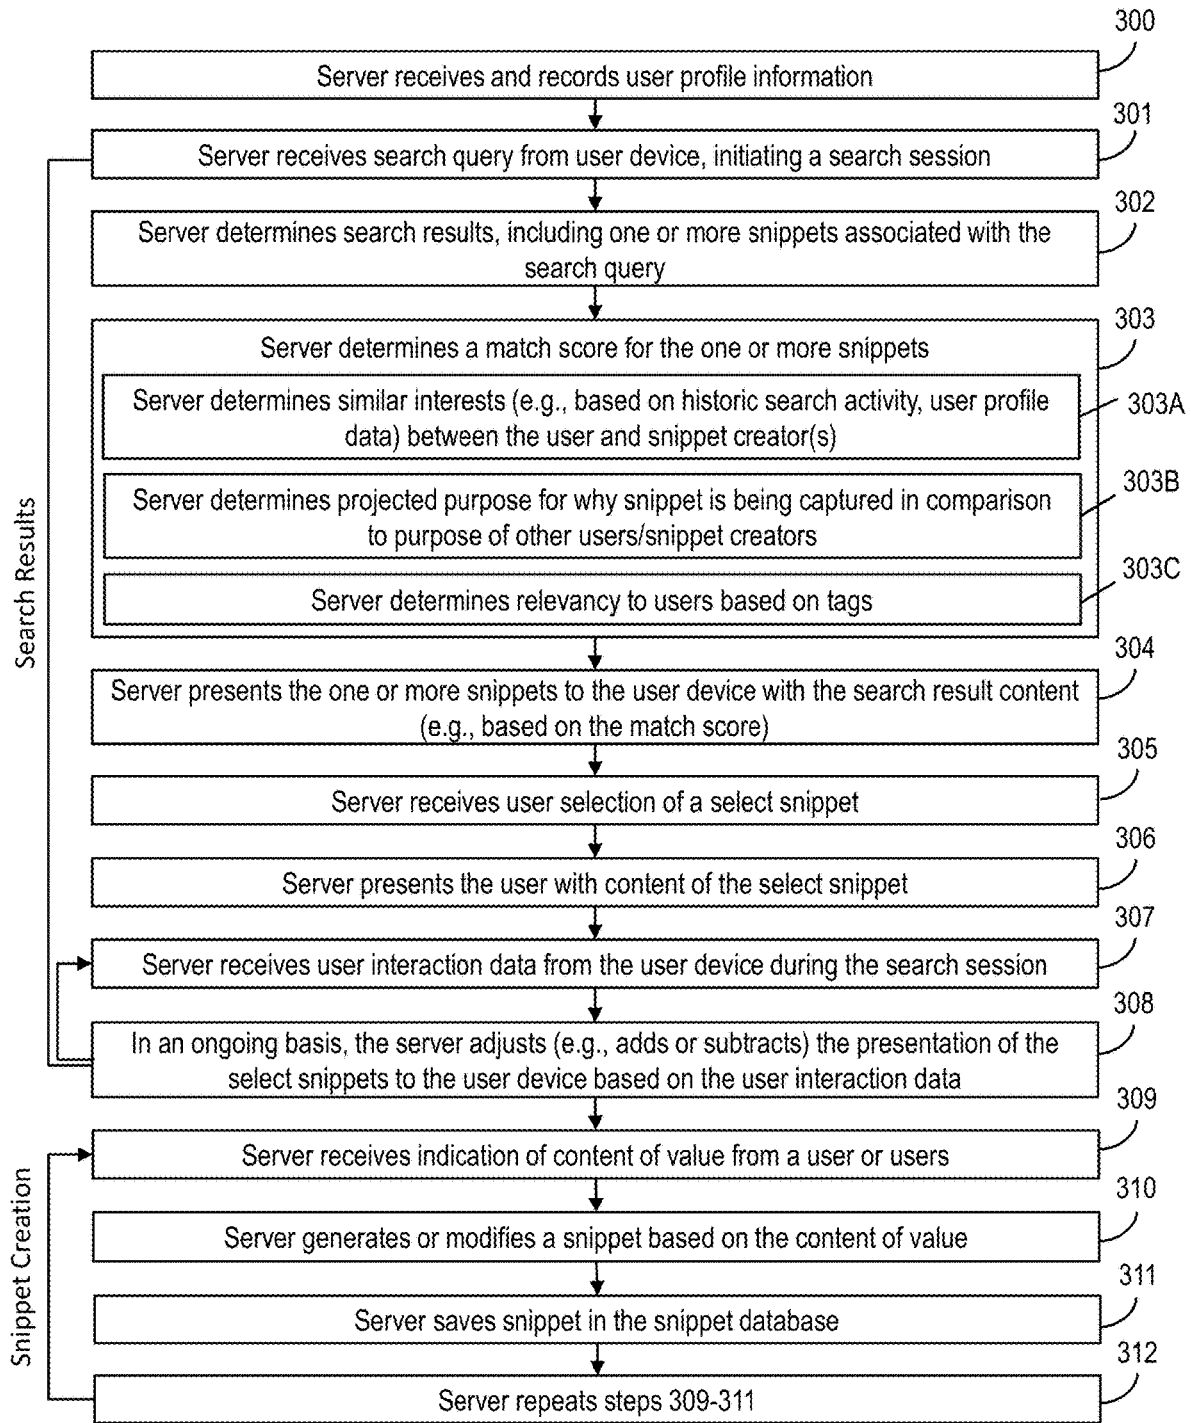 300
Server receives and records user profile information
301
Server receives search query from user device, initiating a search session
302
Server determines search results, including one or more snippets associated with the
search query
303
Server determines a match score for the one or more snippets
303A
Server determines similar interests (e.g., based on historic search activity, user profile
data) between the user and snippet creator(s)
303B
Server determines projected purpose for why snippet is being captured in comparison
to purpose of other users/snippet creators
303C
Server determines relevancy to users based on tags
Search Results
304
Server presents the one or more snippets to the user device with the search result content
(e.g., based on the match score)
305
Server receives user selection of a select snippet
306
Server presents the user with content of the select snippet
307
Server receives user interaction data from the user device during the search session
308
In an ongoing basis, the server adjusts (e.g., adds or subtracts) the presentation of the
select snippets to the user device based on the user interaction data
309
Server receives indication of content of value from a user or users
Snippet Creation
310
Server generates or modifies a snippet based on the content of value
311
Server saves snippet in the snippet database
312
Server repeats steps 309-311